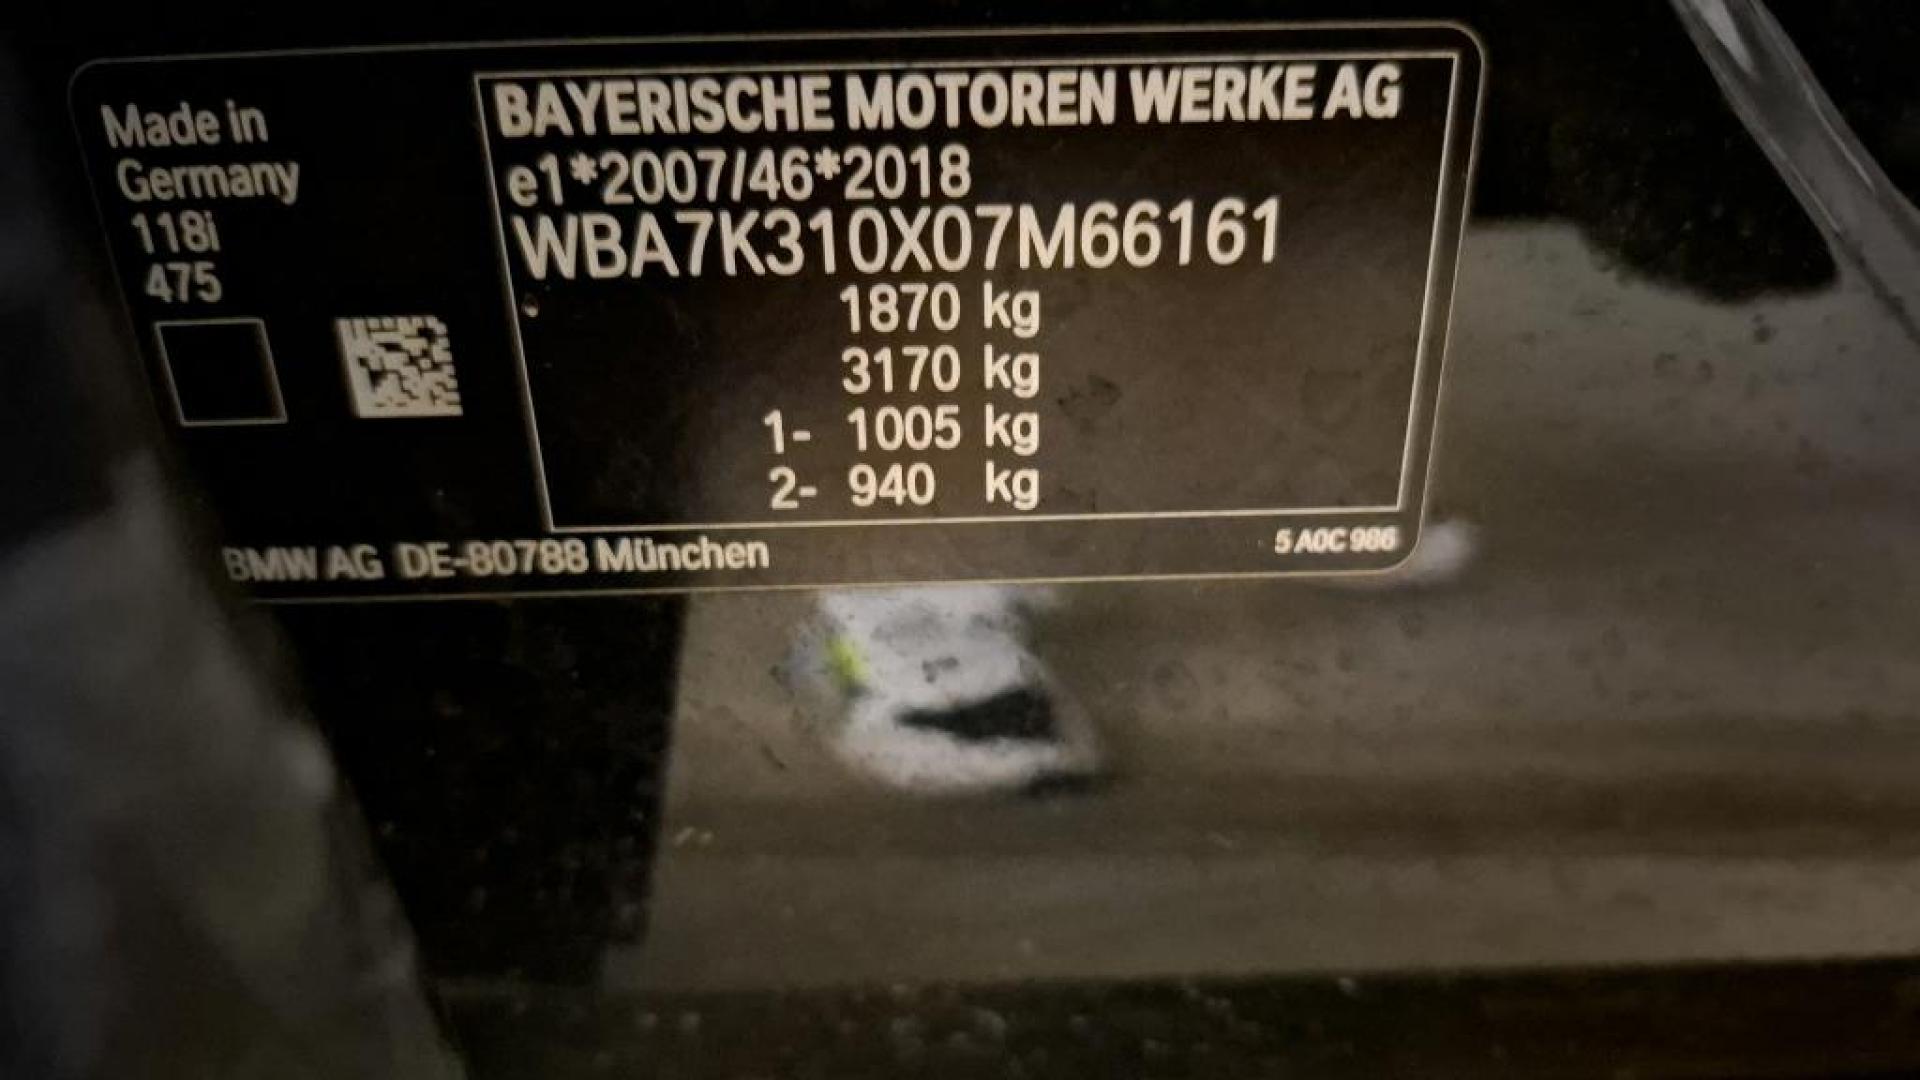 Made in
Germany
118i
475
BAYERISCHE MOTOREN WERKE AG
e1*2007/46*2018
WBA7K310X07M66161
1870 kg
3170 kg
1- 1005 kg
2- 940 kg
BMW AG DE-80788 München
5 A0C 986